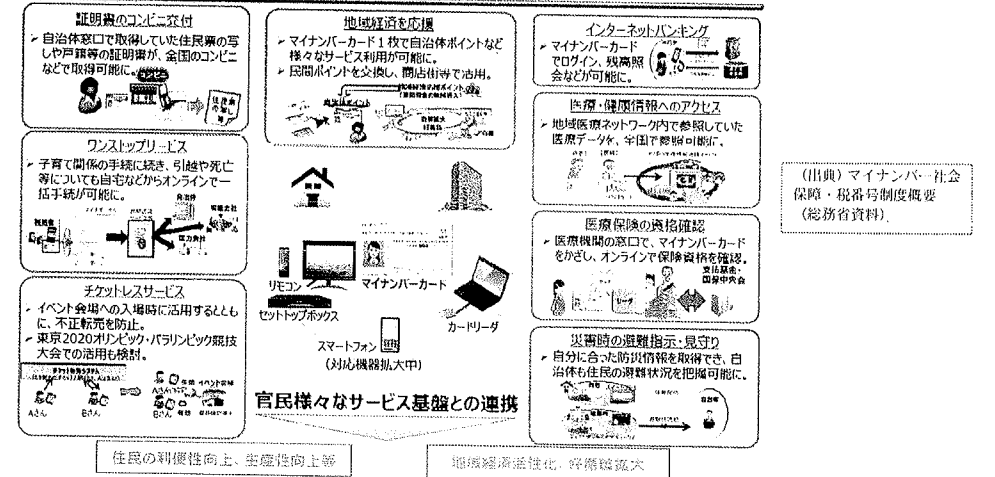 証明書のコンビニ交付
➢ 自治体窓口で取得していた住民票の写
しや戸籍等の証明書が、全国のコンビニ
などで取得可能に。
ワンストップサービス
➢ 子育て関係の手続に続き、引越や死亡
等についても自宅などからオンラインで一
括手続が可能に。
チケットレスサービス
➢ イベント会場への入場時に活用するととも
に、不正転売を防止。
➢ 東京2020オリンピック・パラリンピック競技
大会での活用も検討。
Aさん
Bさん
地域経済を応援
➢ マイナンバーカード1枚で自治体ポイントなど
様々なサービス利用が可能に。
➢ 民間ポイントを交換し、商店街等で活用。
リモコン
セットトップボックス
マイナンバーカード
カードリーダ
スマートフォン
(対応機器拡大中)
官民様々なサービス基盤との連携
インターネットバンキング
➢ マイナンバーカード
でログイン、残高照
会などが可能に。
医療・健康情報へのアクセス
➢ 地域医療ネットワーク内で参照していた
医療データを、全国で参照可能に。
医療保険の資格確認
➢ 医療機関の窓口で、マイナンバーカード
をかざし、オンラインで保険資格を確認。
支払基金・
国保中央会
災害時の避難指示・見守り
➢ 自分に合った防災情報を取得でき、自
治体も住民の避難状況を把握可能に。
住民の利便性向上、生産性向上等
地域経済活性化、好循環拡大
(出典)マイナンバー社会
保障・税番号制度概要
(総務省資料)